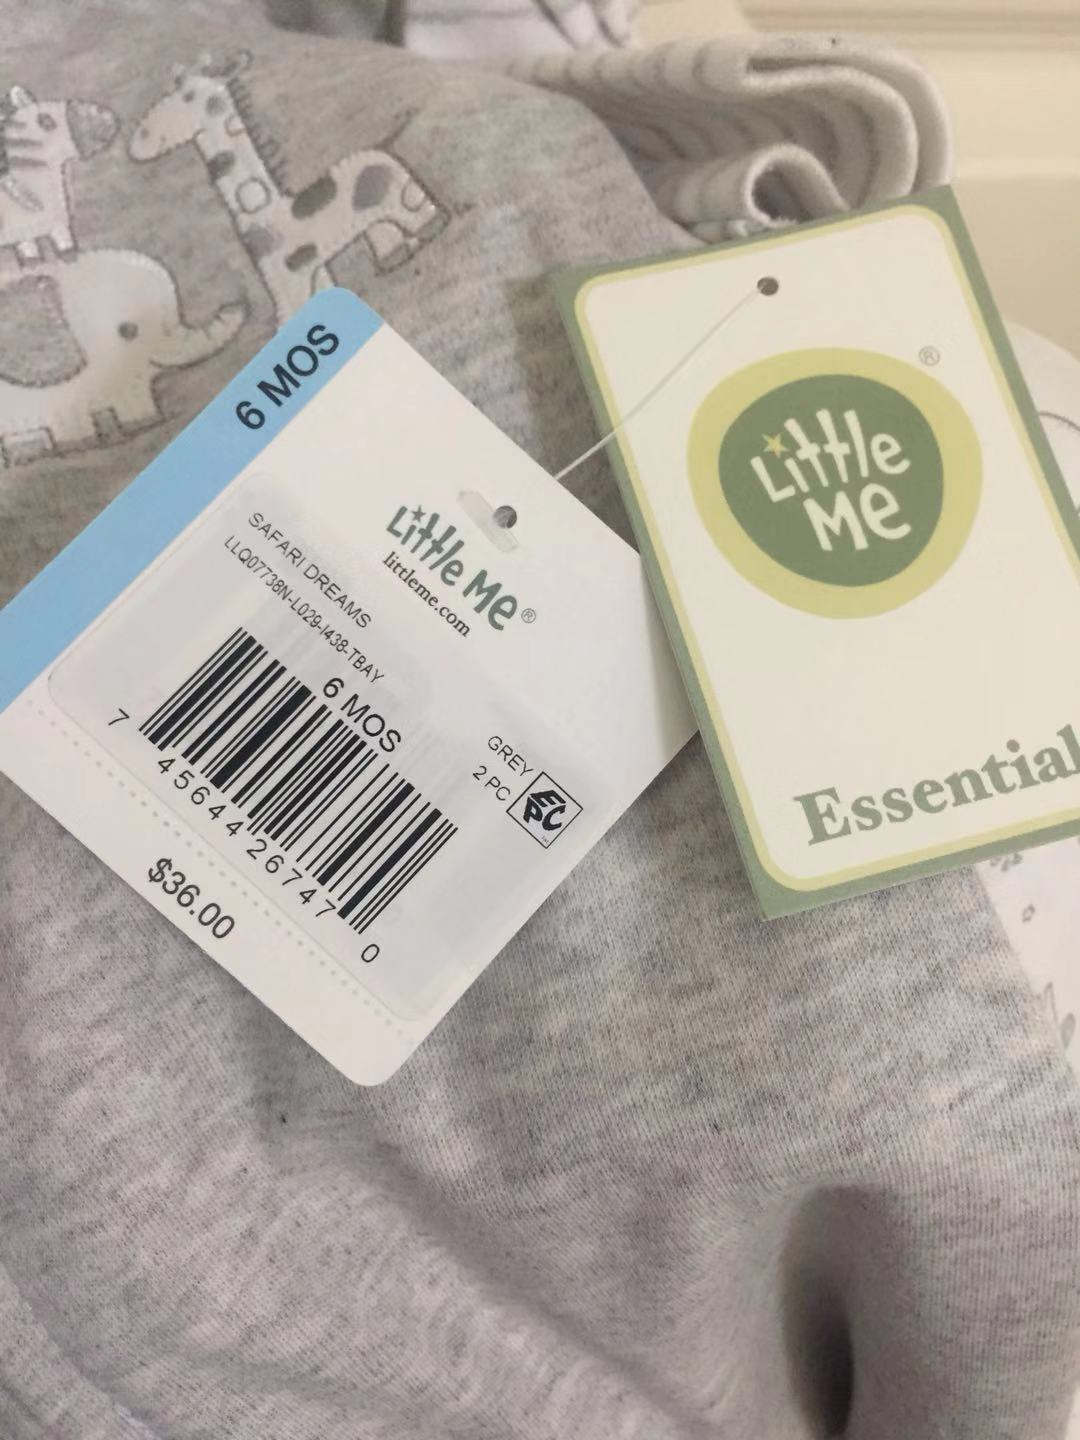 6 MOS
Little Me®
littleme.com
SAFARI DREAMS
LLQ07738N-L029-I438-TBAY
6 MOS
GREY
2 PC
EPC
7 45644 26747 0
$36.00
®
Little
Me
Essential